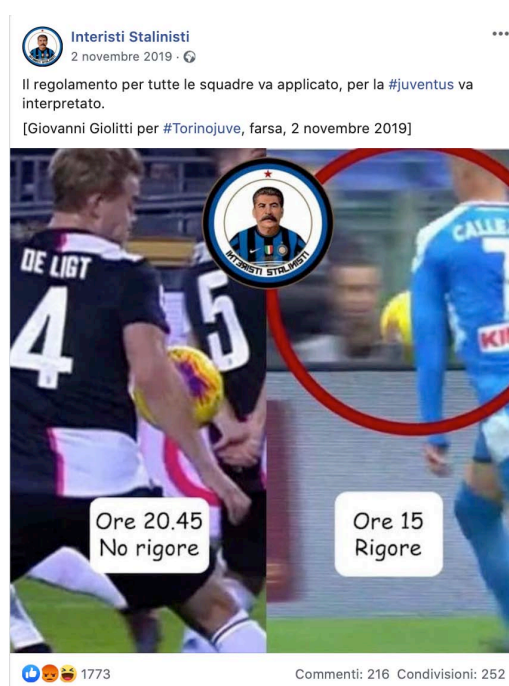 Interisti Stalinisti
2 novembre 2019 ·
Il regolamento per tutte le squadre va applicato, per la #juventus va
interpretato.
[Giovanni Giolitti per #Torinojuve, farsa, 2 novembre 2019]
INTERISTI STALINISTI
DE LIGT
4
5
CALLE
7
KI
Ore 20.45
No rigore
Ore 15
Rigore
1773
Commenti: 216 Condivisioni: 252